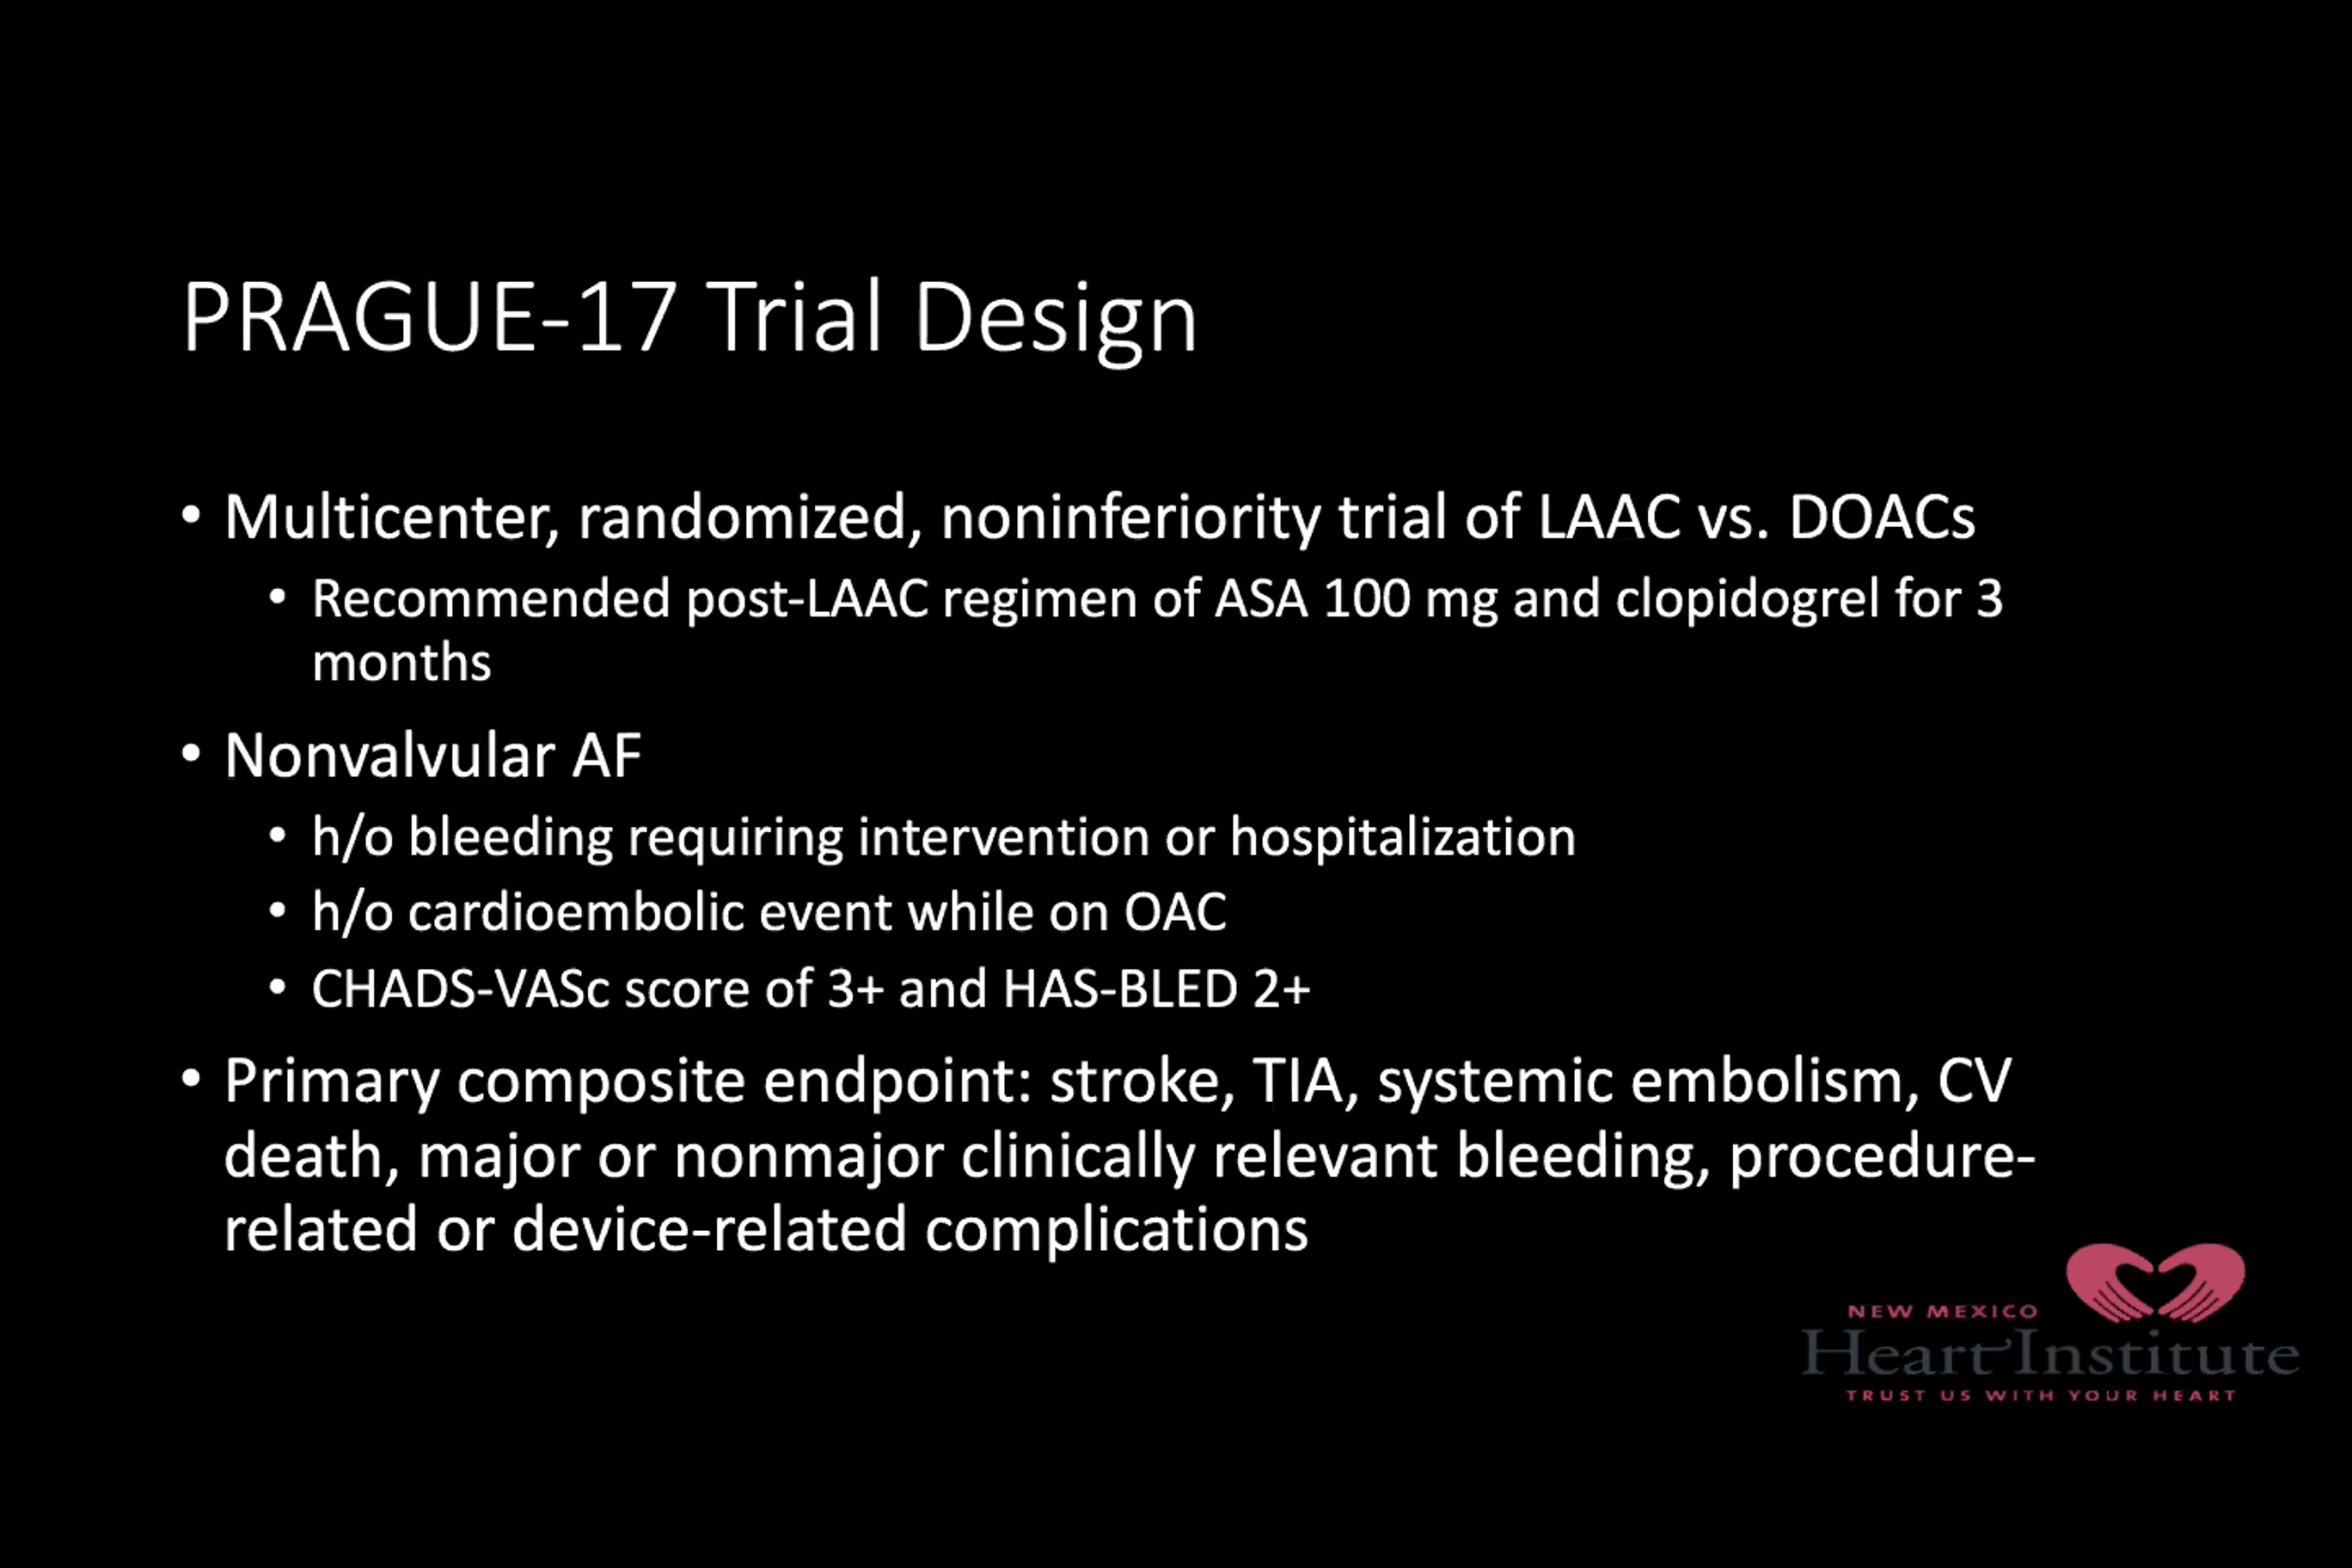 PRAGUE-17 Trial Design
• Multicenter, randomized, noninferiority trial of LAAC vs. DOACs
• Recommended post-LAAC regimen of ASA 100 mg and clopidogrel for 3
months
• Nonvalvular AF
• h/o bleeding requiring intervention or hospitalization
• h/o cardioembolic event while on OAC
• CHADS-VASc score of 3+ and HAS-BLED 2+
• Primary composite endpoint: stroke, TIA, systemic embolism, CV
death, major or nonmajor clinically relevant bleeding, procedure-
related or device-related complications
NEW MEXICO
Heart Institute
TRUST US WITH YOUR HEART